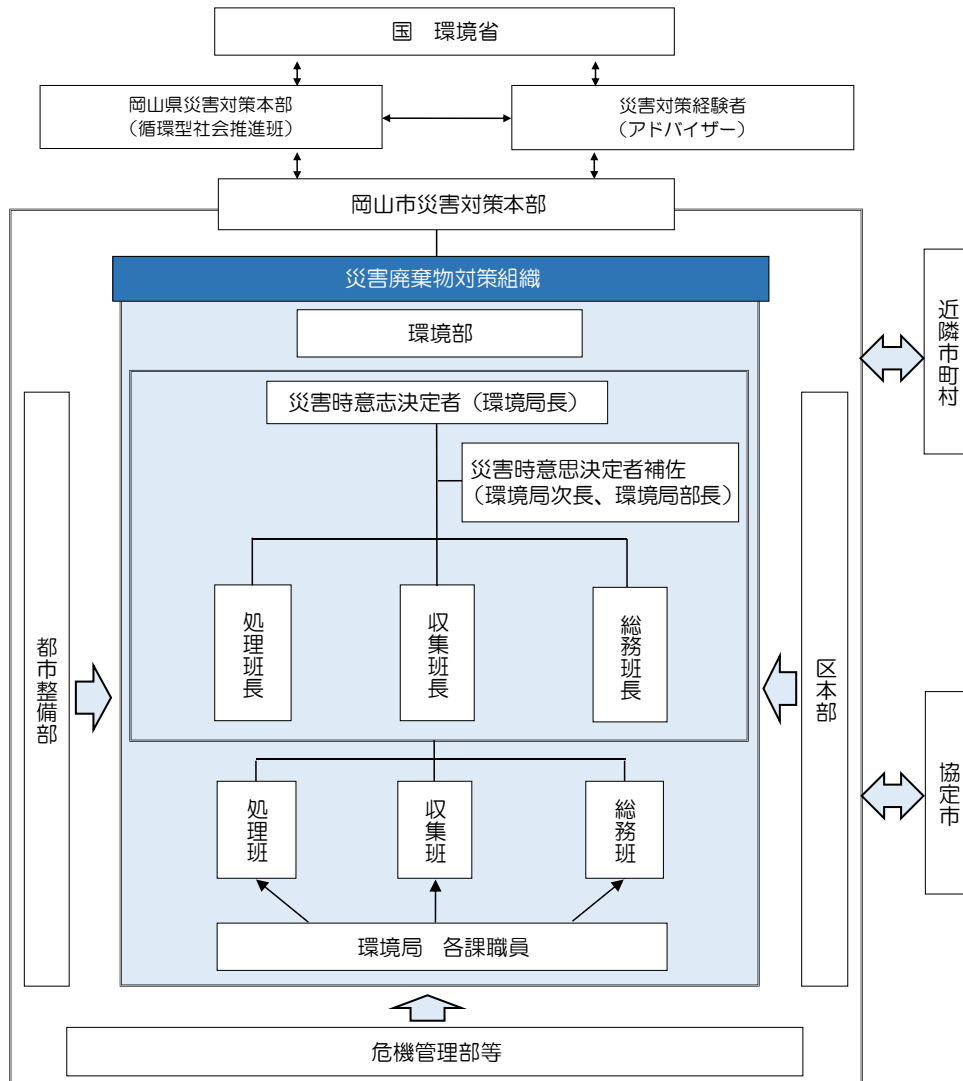 国　環境省
岡山県災害対策本部
（循環型社会推進班）
災害対策経験者
（アドバイザー）
岡山市災害対策本部
災害廃棄物対策組織
環境部
災害時意志決定者（環境局長）
災害時意思決定者補佐
（環境局次長、環境局部長）
処理班長
収集班長
総務班長
処理班
収集班
総務班
環境局　各課職員
都市整備部
区本部
近隣市町村
協定市
危機管理部等